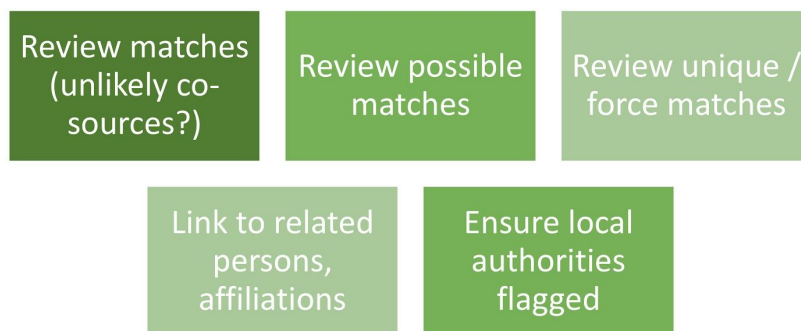 Review matches
(unlikely co-
sources?)
Review possible
matches
Review unique /
force matches
Link to related
persons,
affiliations
Ensure local
authorities
flagged